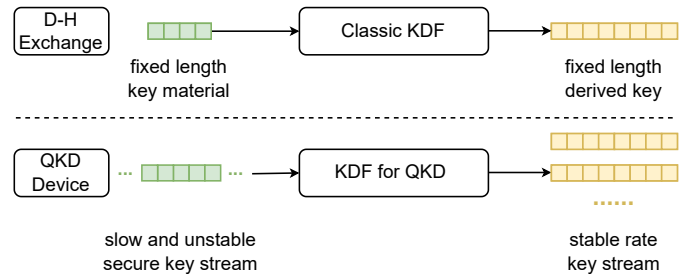 D-H
Exchange
Classic KDF
fixed length
key material
fixed length
derived key
QKD
Device
...
...
KDF for QKD
......
slow and unstable
secure key stream
stable rate
key stream